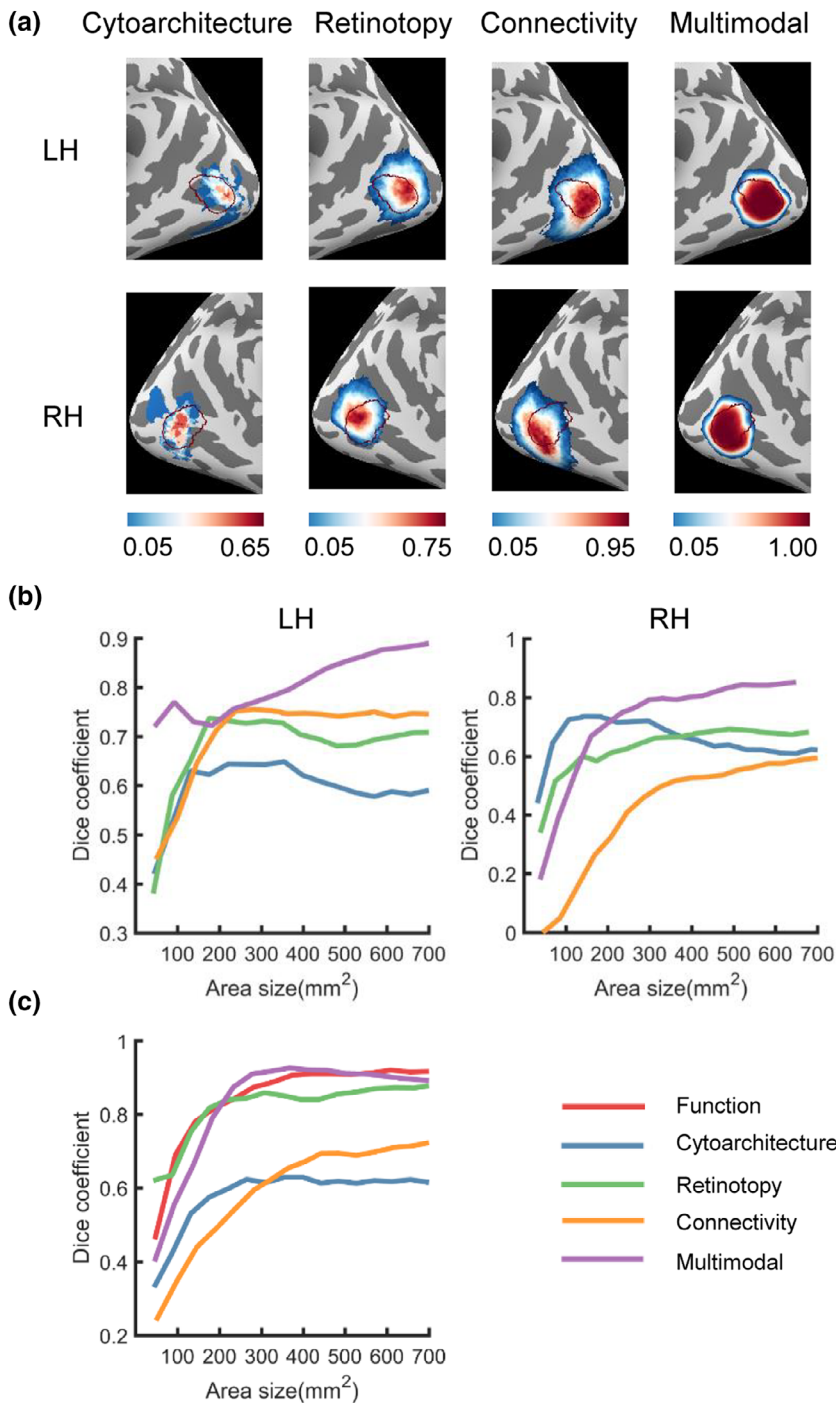 (a) Cytoarchitecture Retinotopy Connectivity Multimodal
LH
RH
0.05 0.65 0.05 0.75 0.05 0.95 0.05 1.00
(b)
LH RH
0.9
0.8
0.7
0.6
0.5
0.4
0.3
Dice coefficient
100 200 300 400 500 600 700
Area size(mm²)
1
0.8
0.6
0.4
0.2
0
Dice coefficient
100 200 300 400 500 600 700
Area size(mm²)
(c)
1
0.8
0.6
0.4
0.2
Dice coefficient
100 200 300 400 500 600 700
Area size(mm²)
Function
Cytoarchitecture
Retinotopy
Connectivity
Multimodal